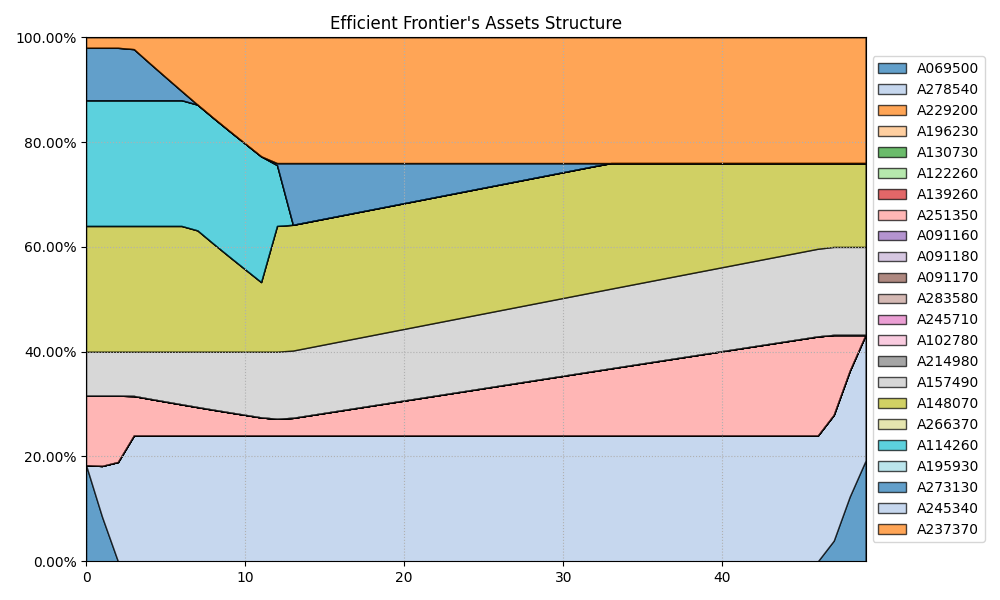 Efficient Frontier's Assets Structure
100.00%
80.00%
60.00%
40.00%
20.00%
0.00%
0
10
20
30
40
A069500
A278540
A229200
A196230
A130730
A122260
A139260
A251350
A091160
A091180
A091170
A283580
A245710
A102780
A214980
A157490
A148070
A266370
A114260
A195930
A273130
A245340
A237370